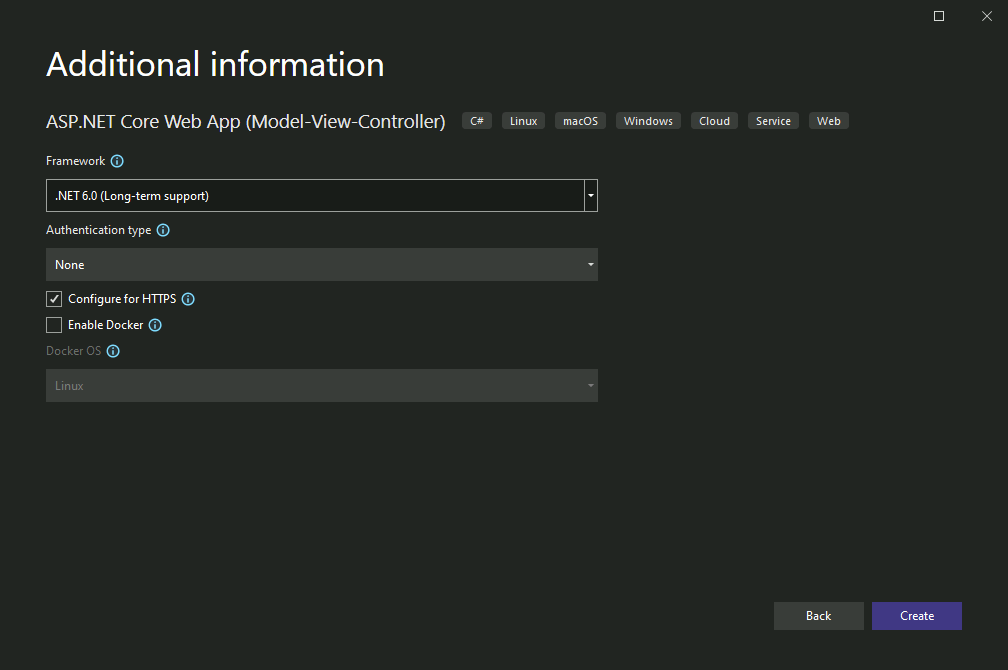 Additional information
ASP.NET Core Web App (Model-View-Controller) C# Linux macOS Windows Cloud Service Web
Framework
.NET 6.0 (Long-term support)
Authentication type
None
Configure for HTTPS
Enable Docker
Docker OS
Linux
Back Create